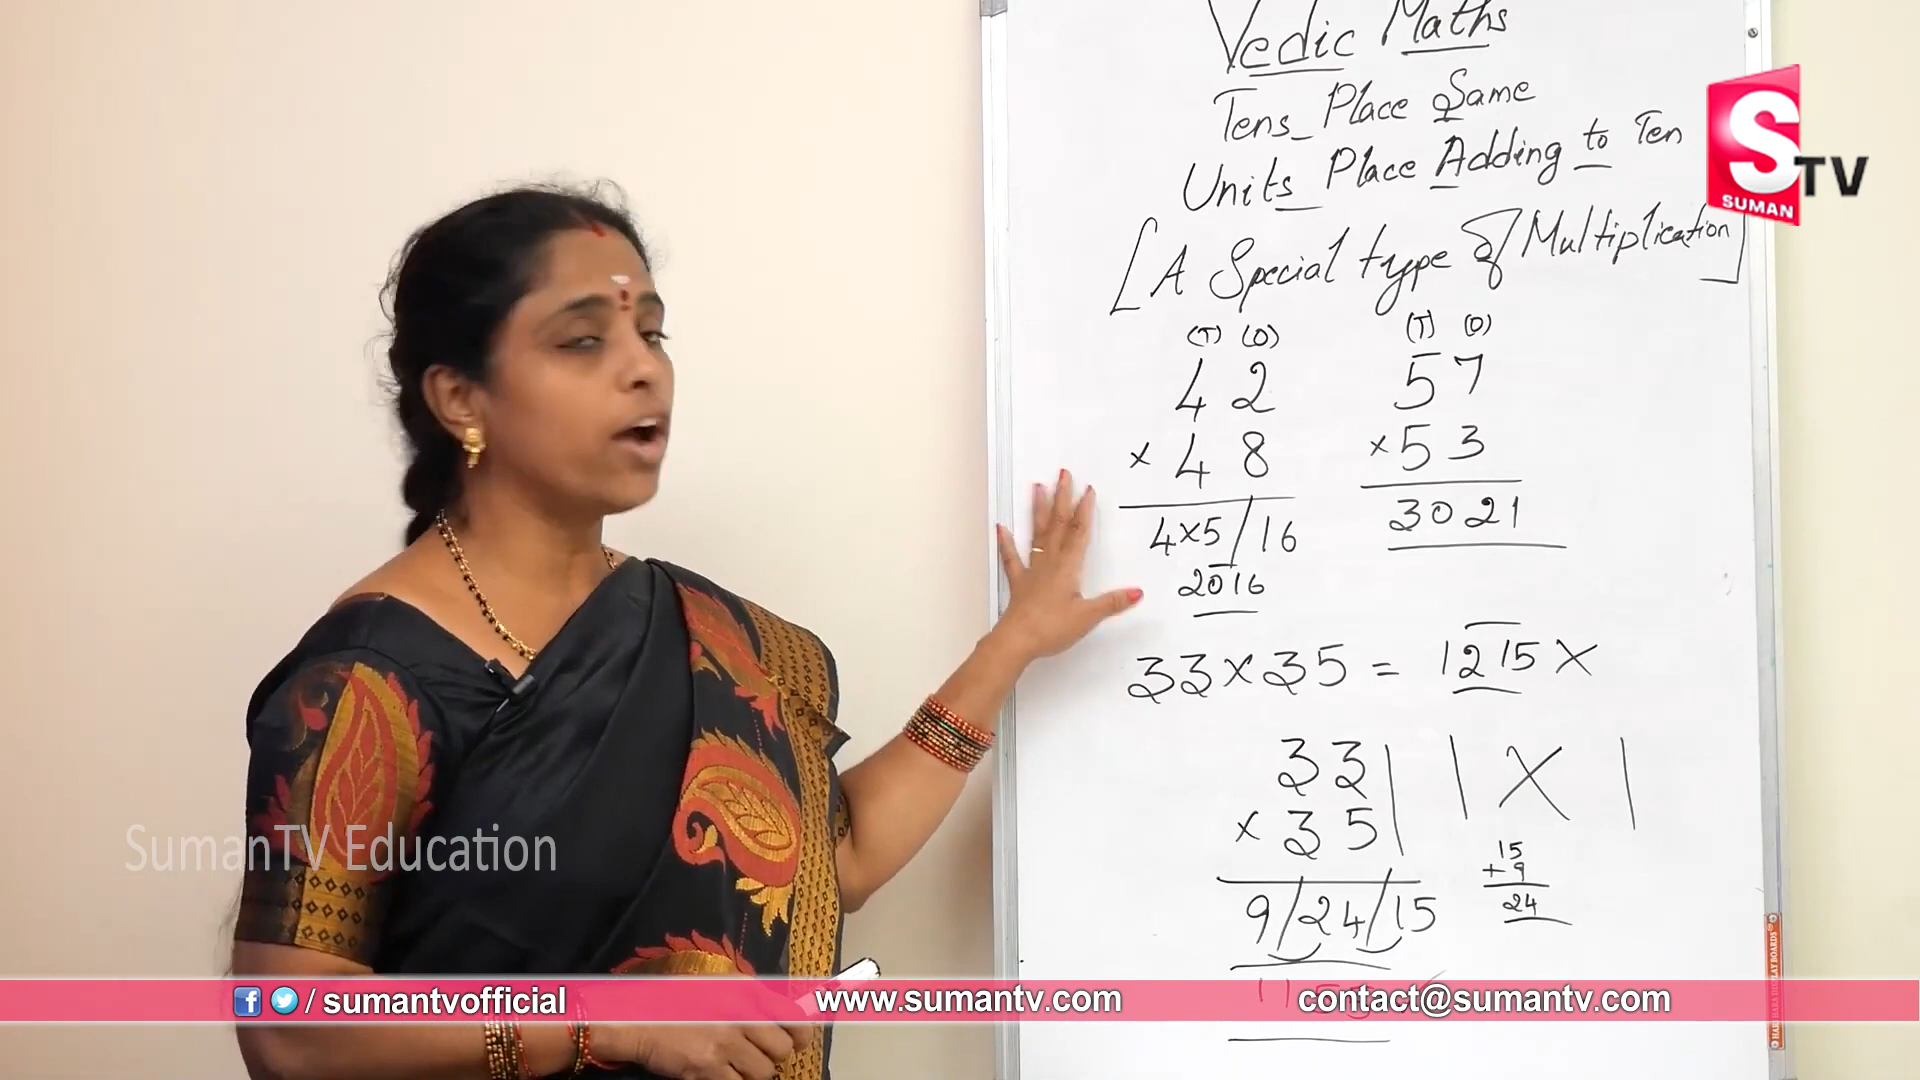 Vedic Maths
Tens Place Same
Units Place Adding to Ten
[A Special type of Multiplication]
(T) (O)
42
× 48
4×5/16
2016
(T) (O)
57
×53
3021
33×35 = 1215 X
33
× 35
9/24/15
| | X |
15
+ 9
24
S TV
SUMAN
SumanTV Education
/ sumantvofficial
www.sumantv.com
contact@sumantv.com